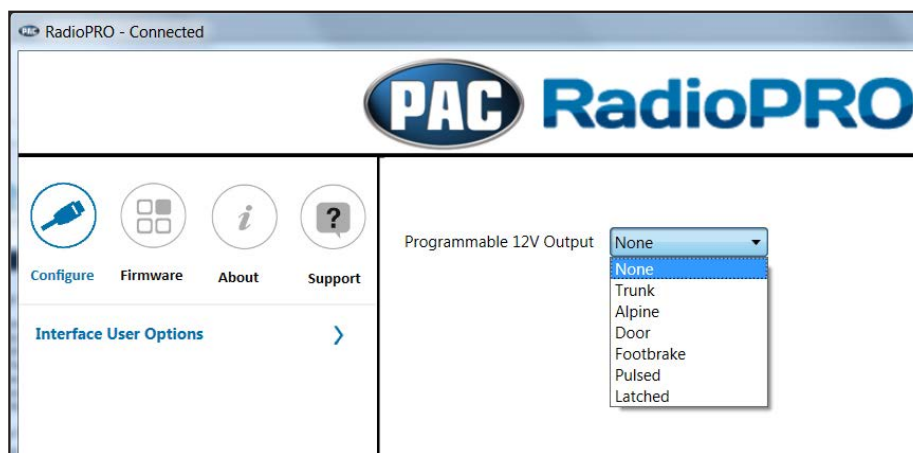 RadioPRO - Connected
PAC RadioPRO
Configure Firmware About Support
Interface User Options
Programmable 12V Output None
None
Trunk
Alpine
Door
Footbrake
Pulsed
Latched